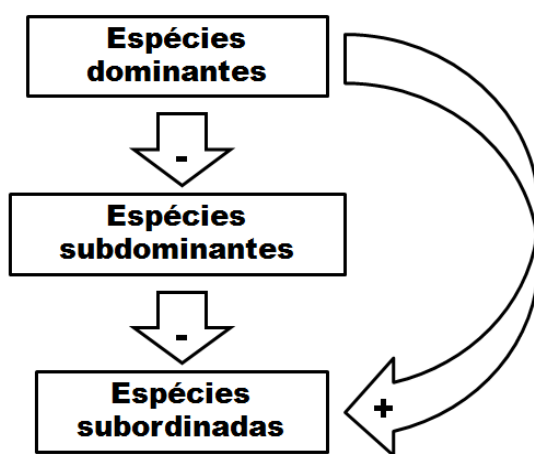 Espécies
dominantes
-
Espécies
subdominantes
-
Espécies
subordinadas
+